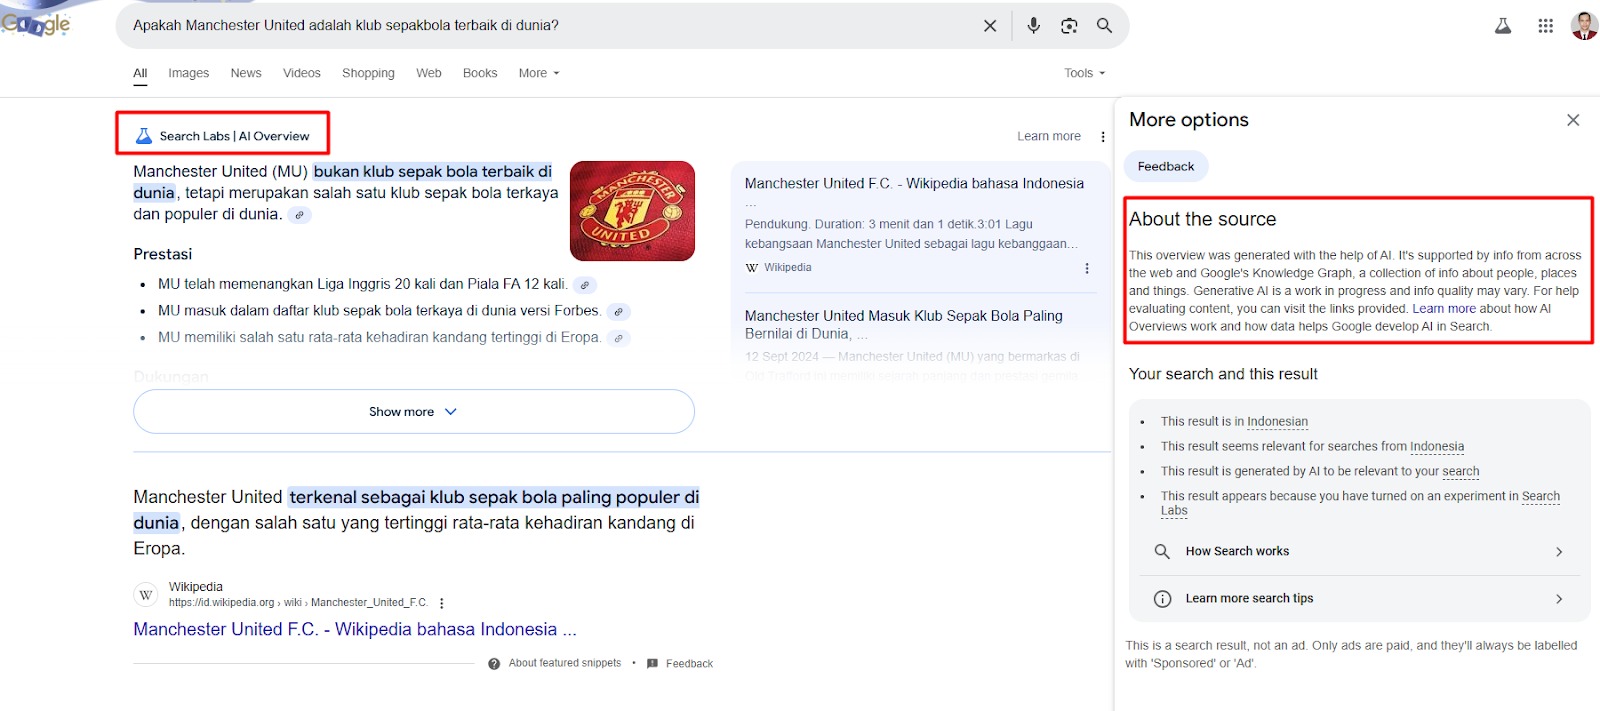 Google
Apakah Manchester United adalah klub sepakbola terbaik di dunia?
All Images News Videos Shopping Web Books More Tools
Search Labs | AI Overview
Learn more
Manchester United (MU) bukan klub sepak bola terbaik di
dunia, tetapi merupakan salah satu klub sepak bola terkaya
dan populer di dunia.
MANCHESTER
UNITED
Prestasi
• MU telah memenangkan Liga Inggris 20 kali dan Piala FA 12 kali.
• MU masuk dalam daftar klub sepak bola terkaya di dunia versi Forbes.
• MU memiliki salah satu rata-rata kehadiran kandang tertinggi di Eropa.
Dukungan
Show more
Manchester United F.C. - Wikipedia bahasa Indonesia
...
Pendukung. Duration: 3 menit dan 1 detik.3:01 Lagu
kebangsaan Manchester United sebagai lagu kebanggaan...
W Wikipedia
Manchester United Masuk Klub Sepak Bola Paling
Bernilai di Dunia, ...
12 Sept 2024 — Manchester United (MU) yang bermarkas di
Old Trafford ini memiliki sejarah panjang dan prestasi
Manchester United terkenal sebagai klub sepak bola paling populer di
dunia, dengan salah satu yang tertinggi rata-rata kehadiran kandang di
Eropa.
W
Wikipedia
https://id.wikipedia.org › wiki › Manchester_United_F.C.
Manchester United F.C. - Wikipedia bahasa Indonesia ...
About featured snippets • Feedback
More options
Feedback
About the source
This overview was generated with the help of AI. It's supported by info from across
the web and Google's Knowledge Graph, a collection of info about people, places
and things. Generative AI is a work in progress and info quality may vary. For help
evaluating content, you can visit the links provided. Learn more about how AI
Overviews work and how data helps Google develop AI in Search.
Your search and this result
• This result is in Indonesian
• This result seems relevant for searches from Indonesia
• This result is generated by AI to be relevant to your search
• This result appears because you have turned on an experiment in Search
Labs
How Search works
Learn more search tips
This is a search result, not an ad. Only ads are paid, and they'll always be labelled
with 'Sponsored' or 'Ad'.